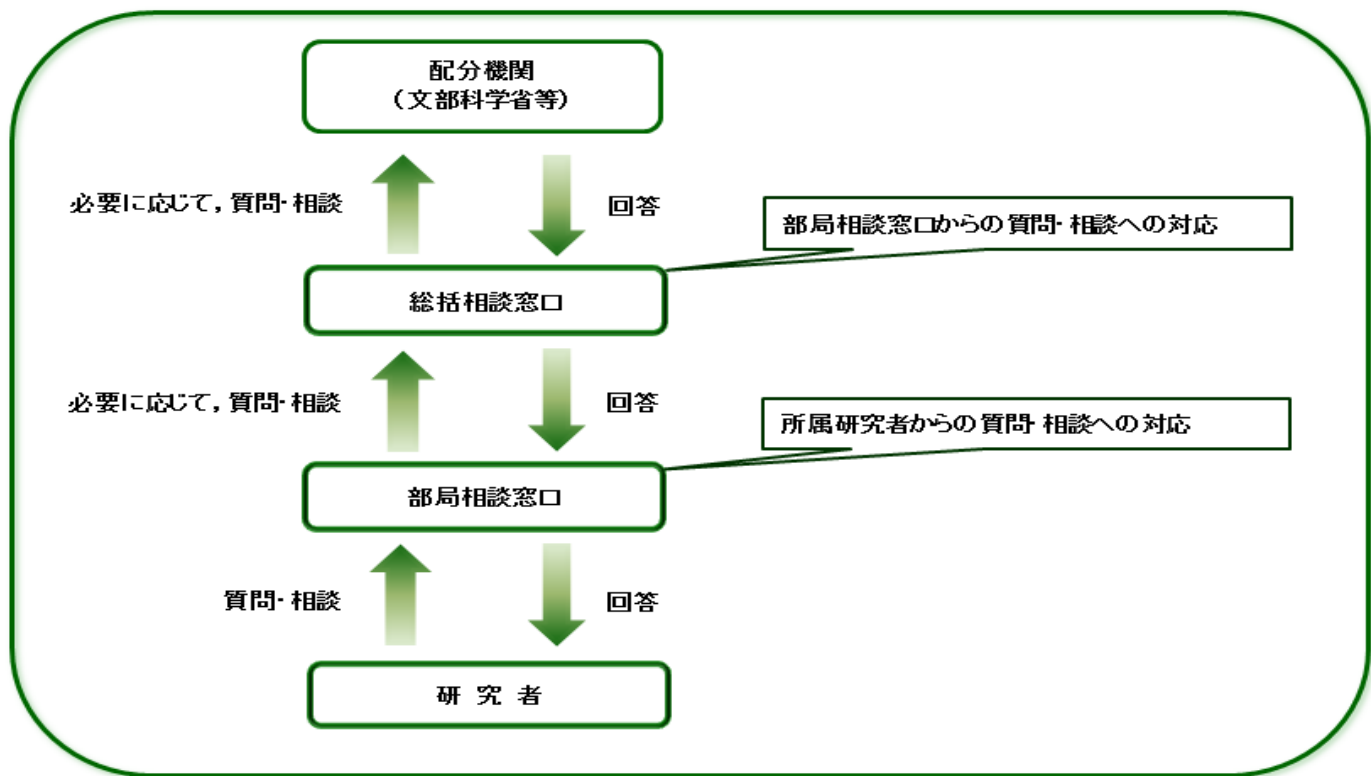 配分機関
（文部科学省等）
必要に応じて，質問・相談
回答
部局相談窓口からの質問・相談への対応
総括相談窓口
必要に応じて，質問・相談
回答
所属研究者からの質問・相談への対応
部局相談窓口
質問・相談
回答
研 究 者